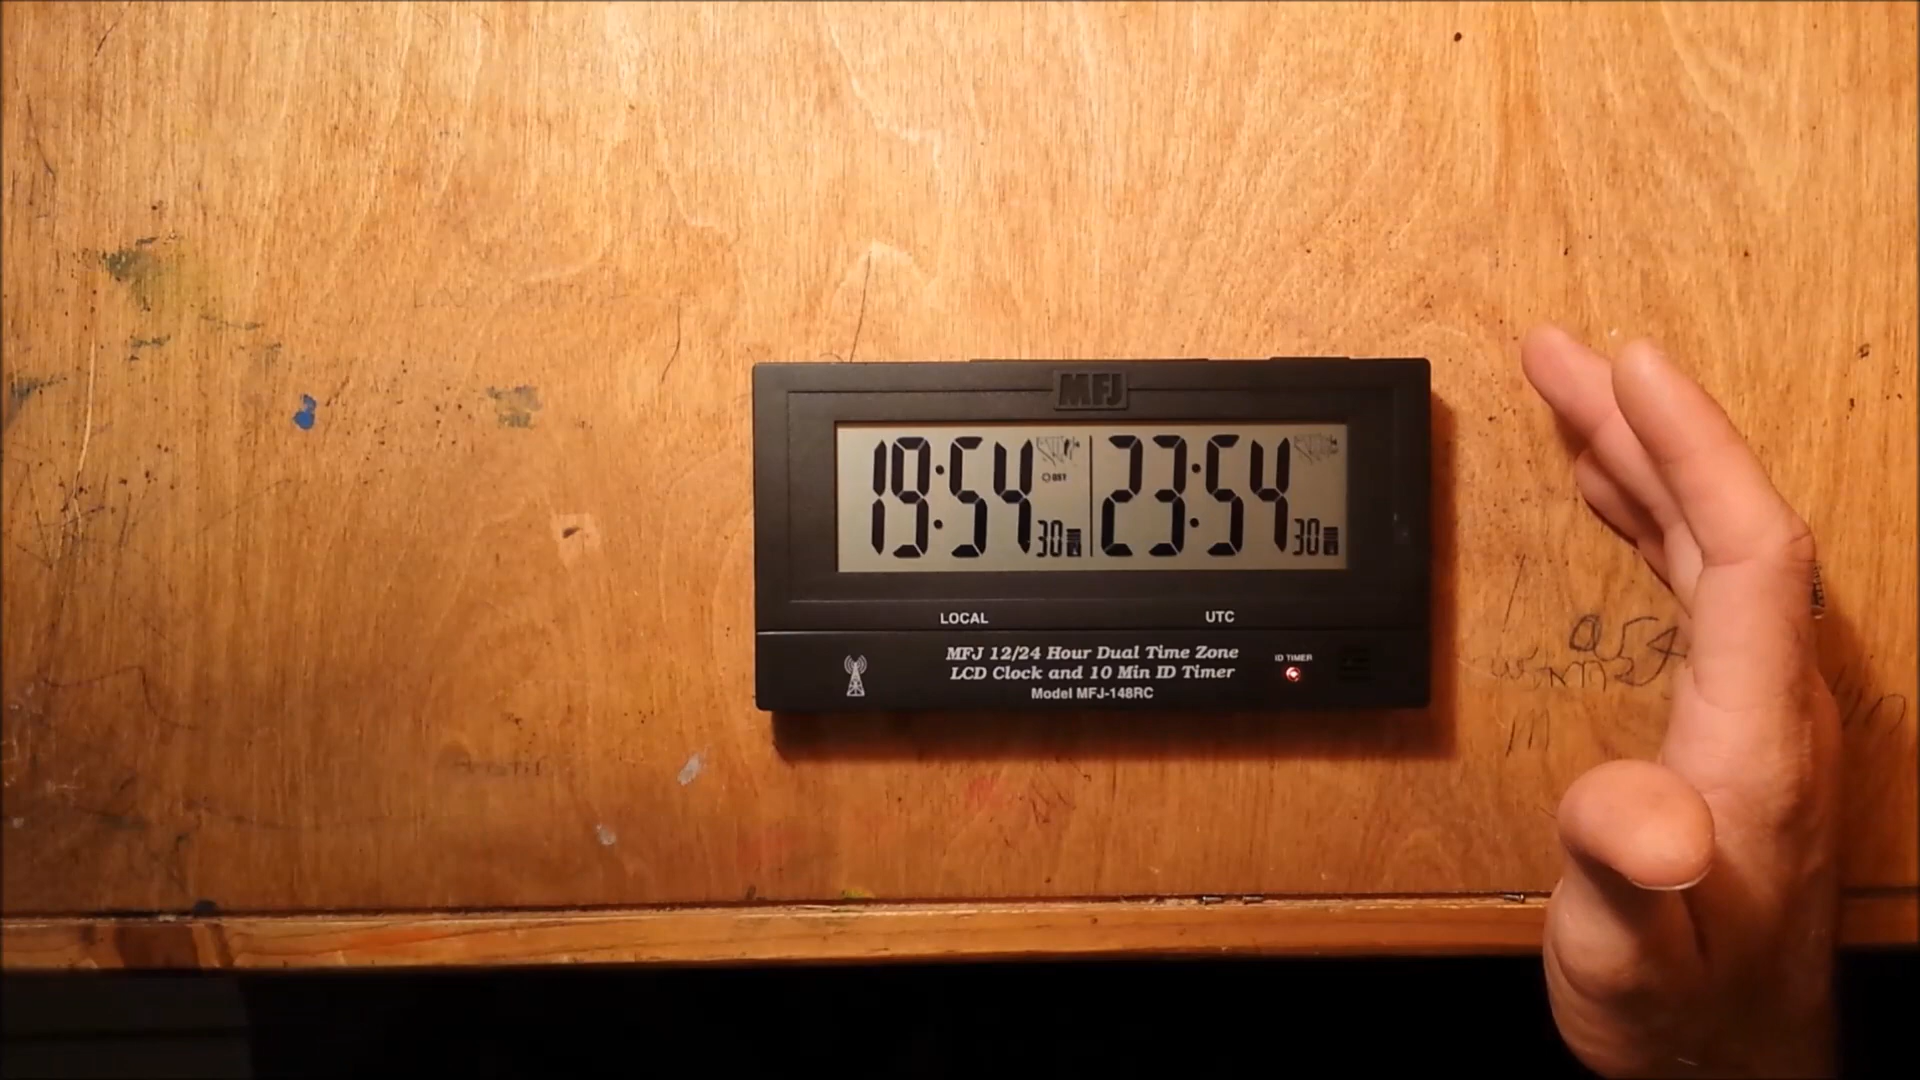 MFJ
19:54 30 23:54 30
DST
LOCAL UTC
MFJ 12/24 Hour Dual Time Zone
LCD Clock and 10 Min ID Timer
Model MFJ-148RC
ID TIMER